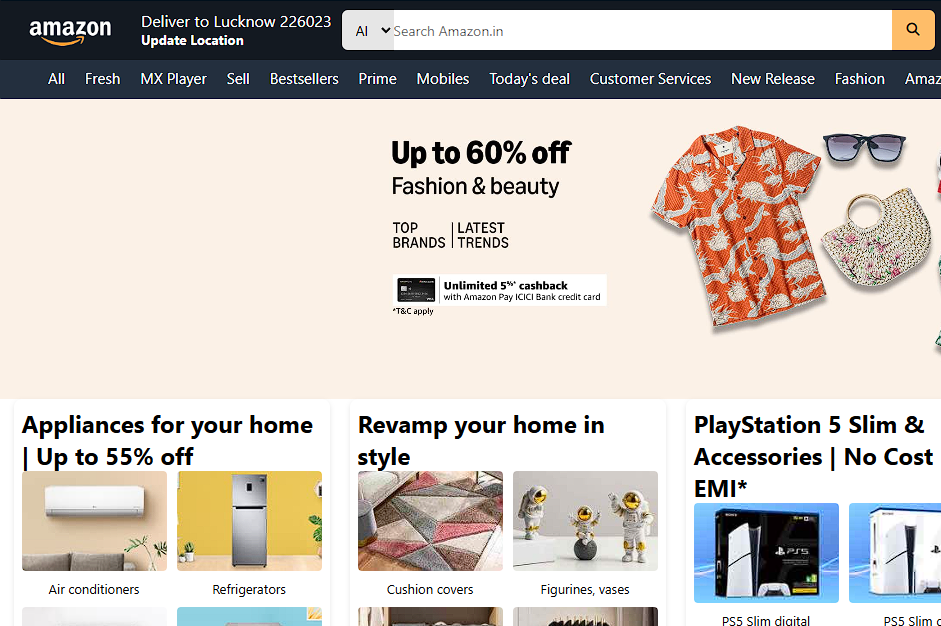 amazon
Deliver to Lucknow 226023
Update Location
Al
Search Amazon.in
All Fresh MX Player Sell Bestsellers Prime Mobiles Today's deal Customer Services New Release Fashion Amaz
Up to 60% off
Fashion & beauty
TOP BRANDS | LATEST TRENDS
Unlimited 5%* cashback
with Amazon Pay ICICI Bank credit card
*T&C apply
Appliances for your home
| Up to 55% off
Air conditioners
Refrigerators
Revamp your home in
style
Cushion covers
Figurines, vases
PlayStation 5 Slim &
Accessories | No Cost
EMI*
PS5
PS5 Slim digital
PS5 Slim d